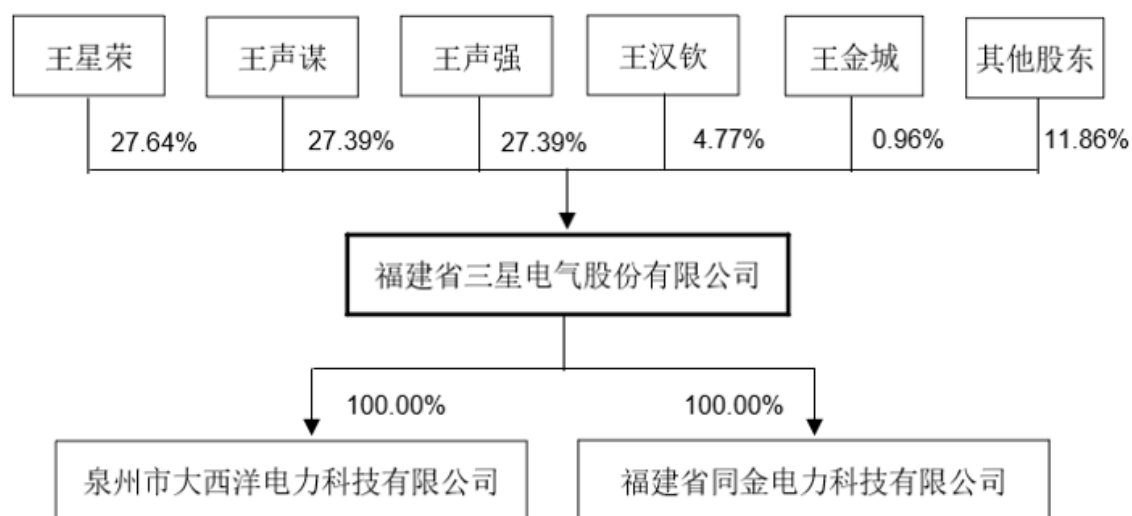 王星荣
王声谋
王声强
王汉钦
王金城
其他股东
27.64%
27.39%
27.39%
4.77%
0.96%
11.86%
福建省三星电气股份有限公司
100.00%
100.00%
泉州市大西洋电力科技有限公司
福建省同金电力科技有限公司